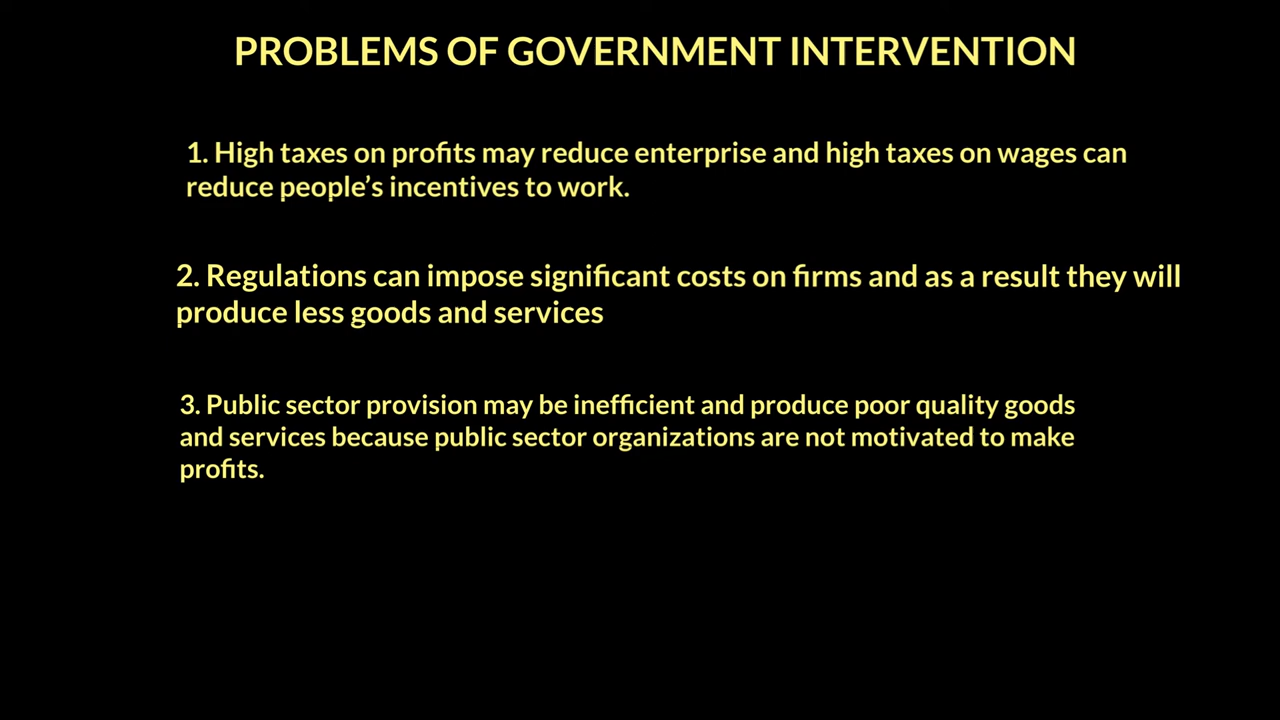 PROBLEMS OF GOVERNMENT INTERVENTION
1. High taxes on profits may reduce enterprise and high taxes on wages can
reduce people’s incentives to work.
2. Regulations can impose significant costs on firms and as a result they will
produce less goods and services
3. Public sector provision may be inefficient and produce poor quality goods
and services because public sector organizations are not motivated to make
profits.